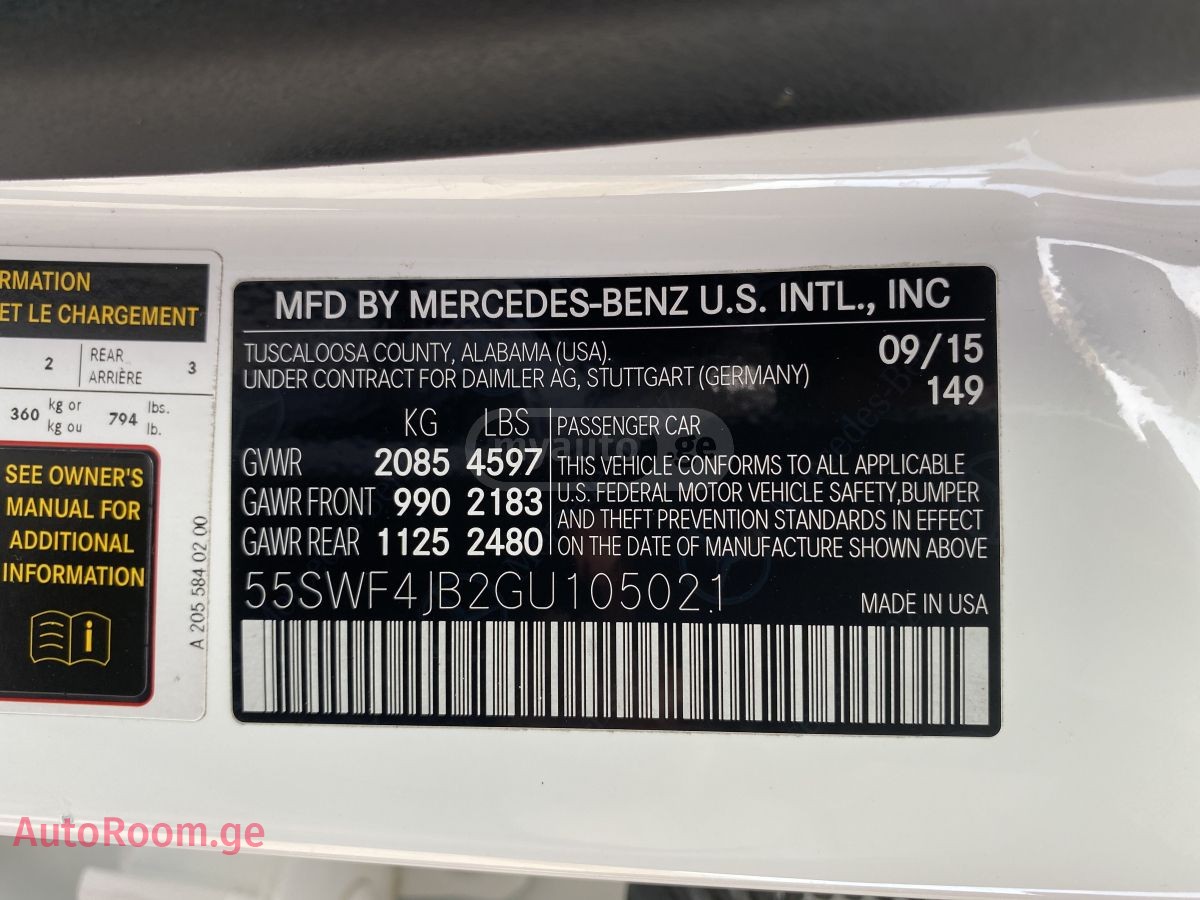 RMATION
ET LE CHARGEMENT
2 REAR ARRIÈRE 3
360 kg or kg ou 794 lbs. lb.
SEE OWNER'S
MANUAL FOR
ADDITIONAL
INFORMATION
i
A 205 584 02 00
MFD BY MERCEDES-BENZ U.S. INTL., INC
TUSCALOOSA COUNTY, ALABAMA (USA). 09/15
UNDER CONTRACT FOR DAIMLER AG, STUTTGART (GERMANY) 149
KG LBS
GVWR 2085 4597
GAWR FRONT 990 2183
GAWR REAR 1125 2480
PASSENGER CAR
THIS VEHICLE CONFORMS TO ALL APPLICABLE
U.S. FEDERAL MOTOR VEHICLE SAFETY,BUMPER
AND THEFT PREVENTION STANDARDS IN EFFECT
ON THE DATE OF MANUFACTURE SHOWN ABOVE
55SWF4JB2GU105021
MADE IN USA
myauto.ge
AutoRoom.ge